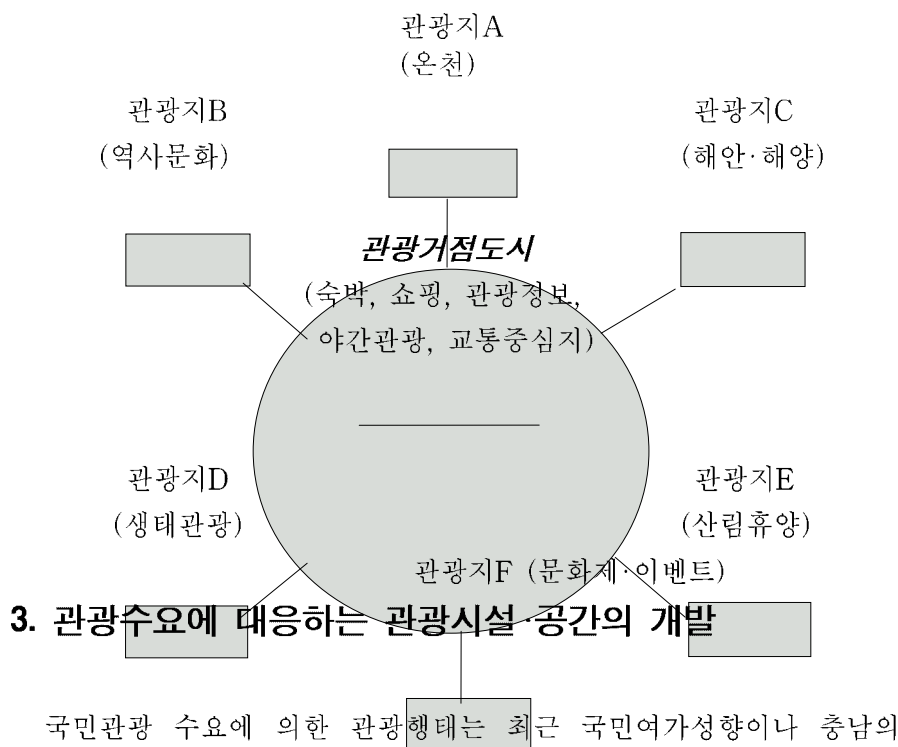 관광지A
(온천)
관광지B
(역사문화)
관광지C
(해안·해양)
관광거점도시
(숙박, 쇼핑, 관광정보,
야간관광, 교통중심지)
관광지D
(생태관광)
관광지E
(산림휴양)
관광지F (문화제·이벤트)
3. 관광수요에 대응하는 관광시설·공간의 개발
국민관광 수요에 의한 관광행태는 최근 국민여가성향이나 충남의